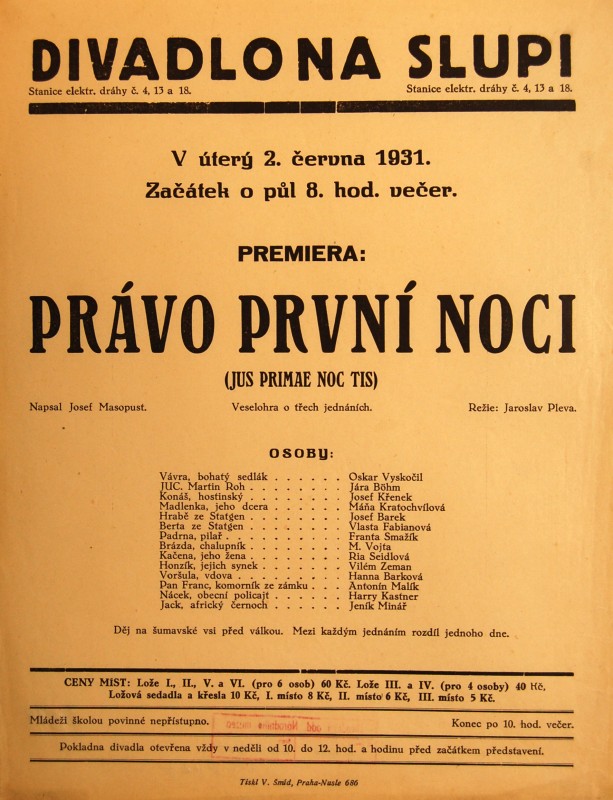 DIVADLO NA SLUPI
Stanice elektr. dráhy č. 4, 13 a 18. Stanice elektr. dráhy č. 4, 13 a 18.
V úterý 2. června 1931.
Začátek o půl 8. hod. večer.
PREMIERA:
PRÁVO PRVNÍ NOCI
(JUS PRIMAE NOC TIS)
Napsal Josef Masopust. Veselohra o třech jednáních. Režie: Jaroslav Pleva.
OSOBY:
Vávra, bohatý sedlák . . . . . . Oskar Vyskočil
JUC. Martin Roh . . . . . . . . Jára Böhm
Konáš, hostinský . . . . . . . . Josef Křenek
Madlenka, jeho dcera . . . . . . Máňa Kratochvílová
Hrabě ze Statgen . . . . . . . . Josef Barek
Berta ze Statgen . . . . . . . . Vlasta Fabianová
Padrna, pilař . . . . . . . . . . Franta Smažík
Brázda, chalupník . . . . . . . . M. Vojta
Kačena, jeho žena . . . . . . . . Ria Seidlová
Honzík, jejich synek . . . . . . . Vilém Zeman
Voršula, vdova . . . . . . . . . Hanna Barková
Pan Franc, komorník ze zámku . . . Antonín Malík
Nácek, obecní policajt . . . . . . Harry Kastner
Jack, africký černoch . . . . . . Jeník Minář
Děj na šumavské vsi před válkou. Mezi každým jednáním rozdíl jednoho dne.
CENY MÍST: Lože I., II., V. a VI. (pro 6 osob) 60 Kč. Lože III. a IV. (pro 4 osoby) 40 Kč,
Ložová sedadla a křesla 10 Kč, I. místo 8 Kč, II. místo 6 Kč, III. místo 5 Kč.
Mládeži školou povinné nepřístupno. Konec po 10. hod. večer.
Pokladna divadla otevřena vždy v neděli od 10. do 12. hod. a hodinu před začátkem představení.
Tiskl V. Šmíd, Praha-Nusle 686